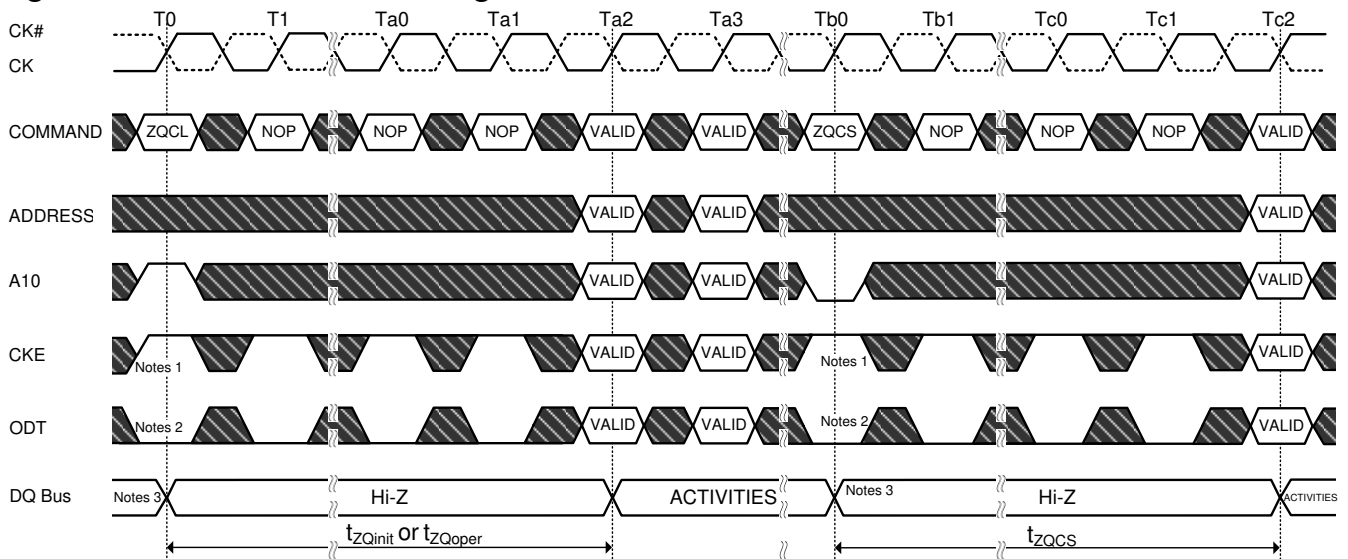 T0 T1 Ta0 Ta1 Ta2 Ta3 Tb0 Tb1 Tc0 Tc1 Tc2
CK#
CK
COMMAND ZQCL NOP NOP NOP VALID VALID ZQCS NOP NOP NOP VALID
ADDRESS VALID VALID VALID
A10 VALID VALID VALID
CKE Notes 1 VALID VALID Notes 1 VALID
ODT Notes 2 VALID VALID Notes 2 VALID
DQ Bus Notes 3 Hi-Z ACTIVITIES Notes 3 Hi-Z ACTIVITIES
tZQinit or tZQoper tZQCS